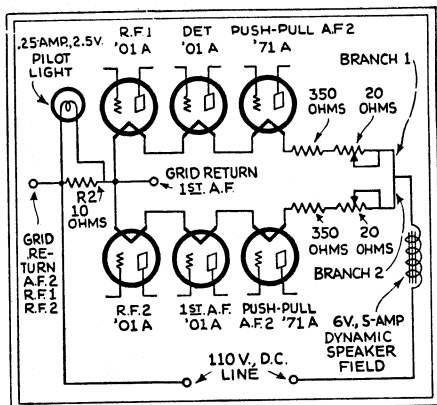 R.F.1
'01 A
DET
'01 A
PUSH-PULL A.F.2
'71 A
.25-AMP., 2.5V.
PILOT
LIGHT
BRANCH 1
350
OHMS
20
OHMS
GRID RETURN
1ST. A.F.
R2
10
OHMS
GRID
RE-
TURN
A.F.2
R.F.1
R.F.2
350
OHMS
20
OHMS
BRANCH 2
R.F.2
'01 A
1ST. A.F.
'01 A
PUSH-PULL
A.F.2 '71 A
6V., 5-AMP
DYNAMIC
SPEAKER
FIELD
110 V., D.C.
LINE